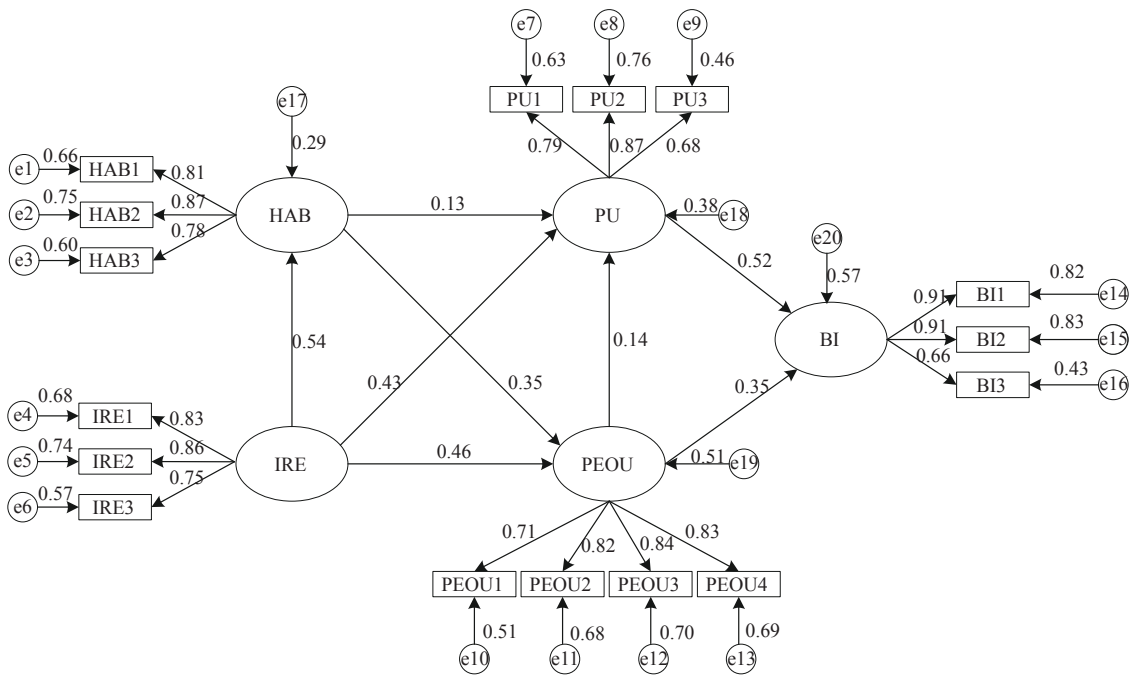 e7
e8
e9
0.63
0.76
0.46
PU1
PU2
PU3
0.79
0.87
0.68
e17
0.29
e1
0.66
HAB1
0.81
e2
0.75
HAB2
0.87
e3
0.60
HAB3
0.78
HAB
0.13
PU
0.38
e18
0.52
e20
0.57
BI
0.91
BI1
0.82
e14
0.91
BI2
0.83
e15
0.66
BI3
0.43
e16
0.54
0.43
0.35
0.14
0.35
e4
0.68
IRE1
0.83
e5
0.74
IRE2
0.86
e6
0.57
IRE3
0.75
IRE
0.46
PEOU
0.51
e19
0.71
0.82
0.84
0.83
PEOU1
PEOU2
PEOU3
PEOU4
0.51
0.68
0.70
0.69
e10
e11
e12
e13